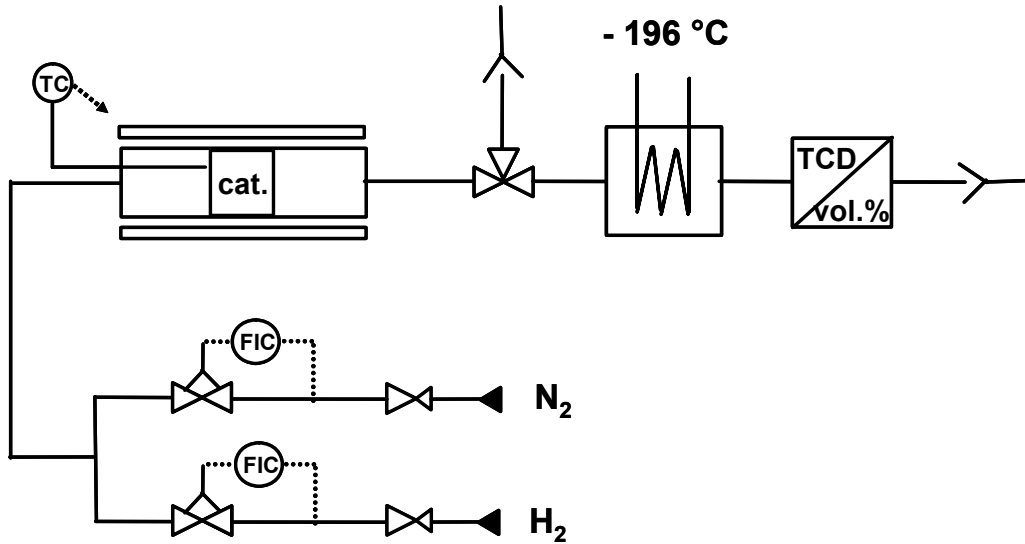 - 196 °C
TC
cat.
TCD
vol.%
FIC
N₂
FIC
H₂